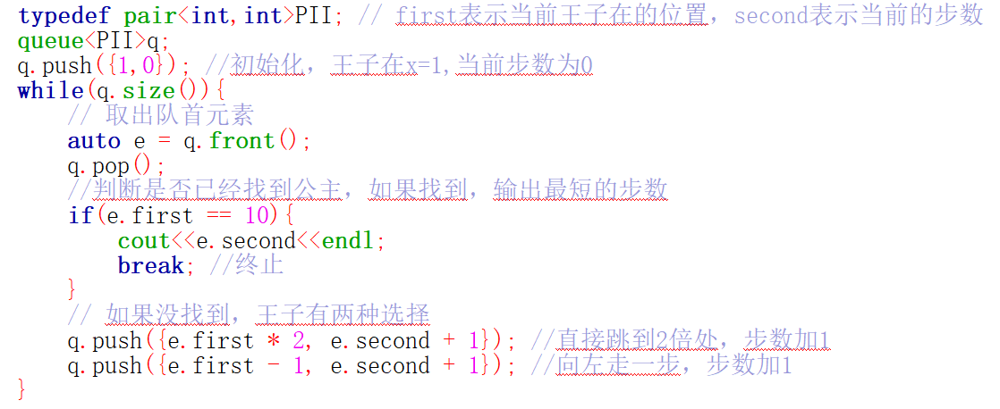 typedef pair<int,int>PII; // first表示当前王子在的位置，second表示当前的步数
queue<PII>q;
q.push({1,0}); //初始化，王子在x=1,当前步数为0
while(q.size()){
    // 取出队首元素
    auto e = q.front();
    q.pop();
    //判断是否已经找到公主，如果找到，输出最短的步数
    if(e.first == 10){
        cout<<e.second<<endl;
        break; //终止
    }
    // 如果没找到，王子有两种选择
    q.push({e.first * 2, e.second + 1}); //直接跳到2倍处，步数加1
    q.push({e.first - 1, e.second + 1}); //向左走一步，步数加1
}